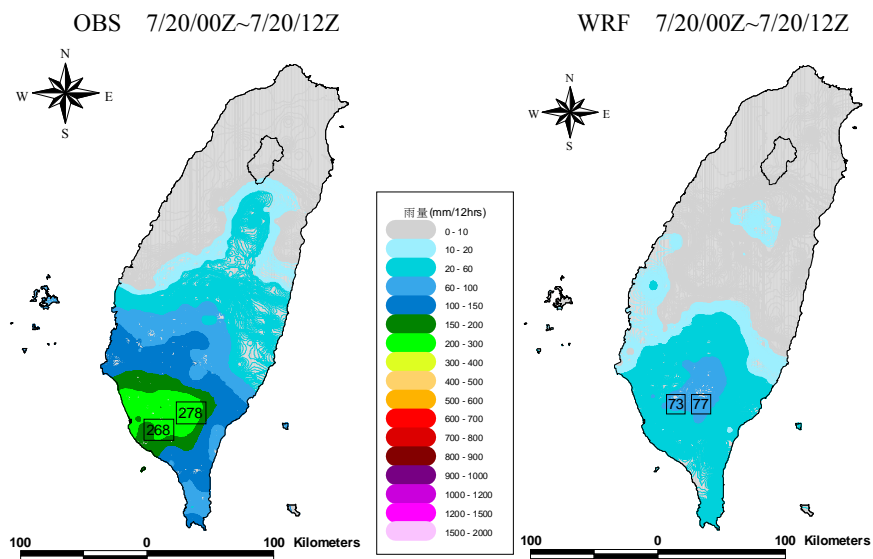 OBS 7/20/00Z~7/20/12Z
WRF 7/20/00Z~7/20/12Z
N
W E
S
N
W E
S
雨量(mm/12hrs)
0 - 10
10 - 20
20 - 60
60 - 100
100 - 150
150 - 200
200 - 300
300 - 400
400 - 500
500 - 600
600 - 700
700 - 800
800 - 900
900 - 1000
1000 - 1200
1200 - 1500
1500 - 2000
278
268
73 77
100 0 100 Kilometers
100 0 100 Kilometers